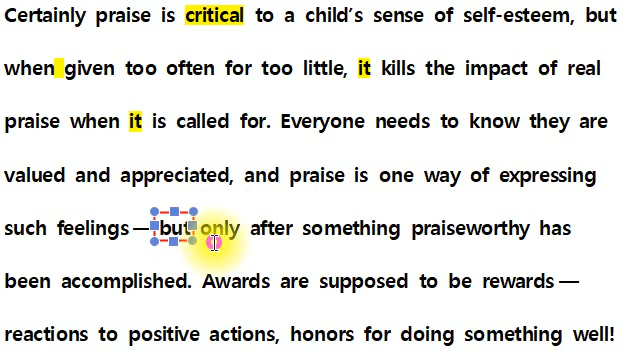 Certainly praise is critical to a child's sense of self-esteem, but
when given too often for too little, it kills the impact of real
praise when it is called for. Everyone needs to know they are
valued and appreciated, and praise is one way of expressing
such feelings — but only after something praiseworthy has
been accomplished. Awards are supposed to be rewards —
reactions to positive actions, honors for doing something well!